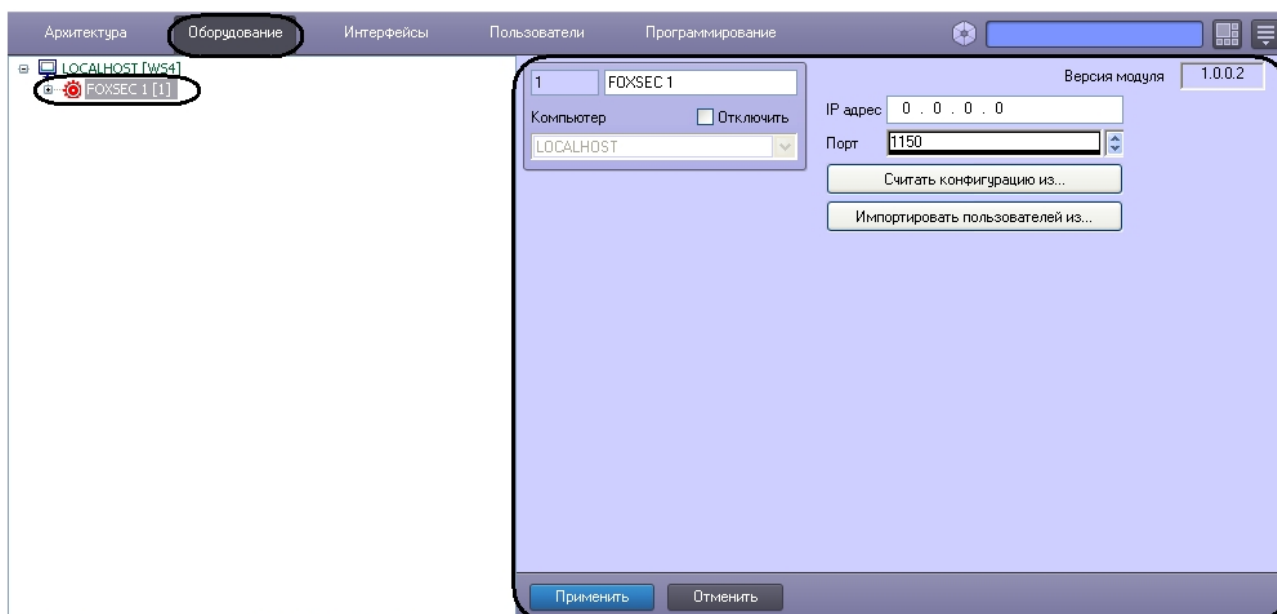 Архитектура Оборудование Интерфейсы Пользователи Программирование
LOCALHOST [WS4]
FOXSEC 1 [1]
1 FOXSEC 1
Компьютер Отключить
LOCALHOST
Версия модуля 1.0.0.2
IP адрес 0 . 0 . 0 . 0
Порт 1150
Считать конфигурацию из...
Импортировать пользователей из...
Применить Отменить